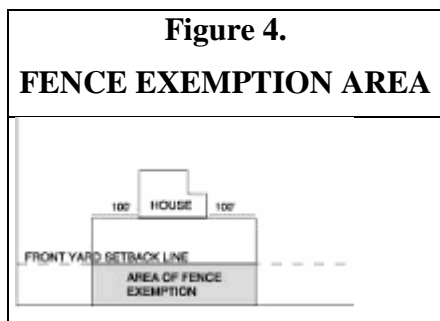 Figure 4.
FENCE EXEMPTION AREA
100' HOUSE 100'
FRONT YARD SETBACK LINE
AREA OF FENCE
EXEMPTION